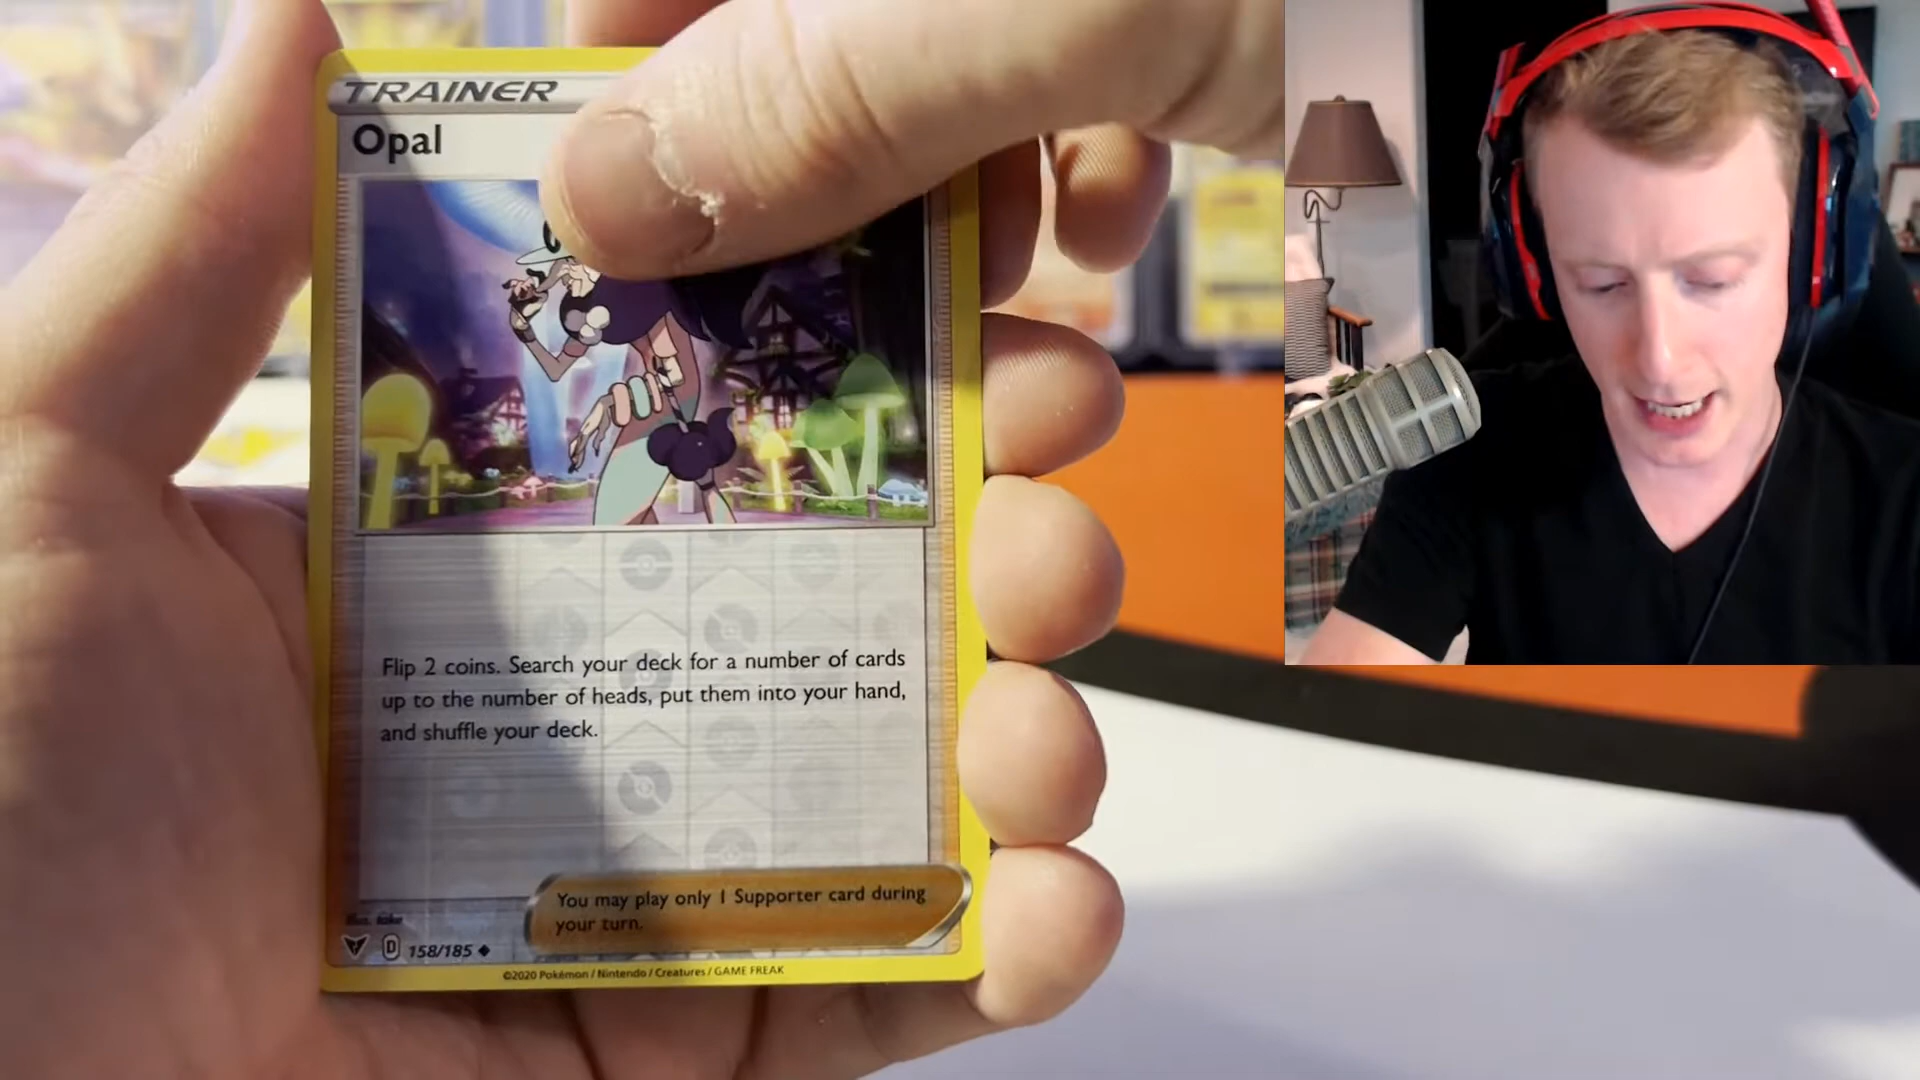 TRAINER
Opal
Flip 2 coins. Search your deck for a number of cards
up to the number of heads, put them into your hand,
and shuffle your deck.
You may play only 1 Supporter card during
your turn.
Illus. take
D 158/185
©2020 Pokémon / Nintendo / Creatures / GAME FREAK